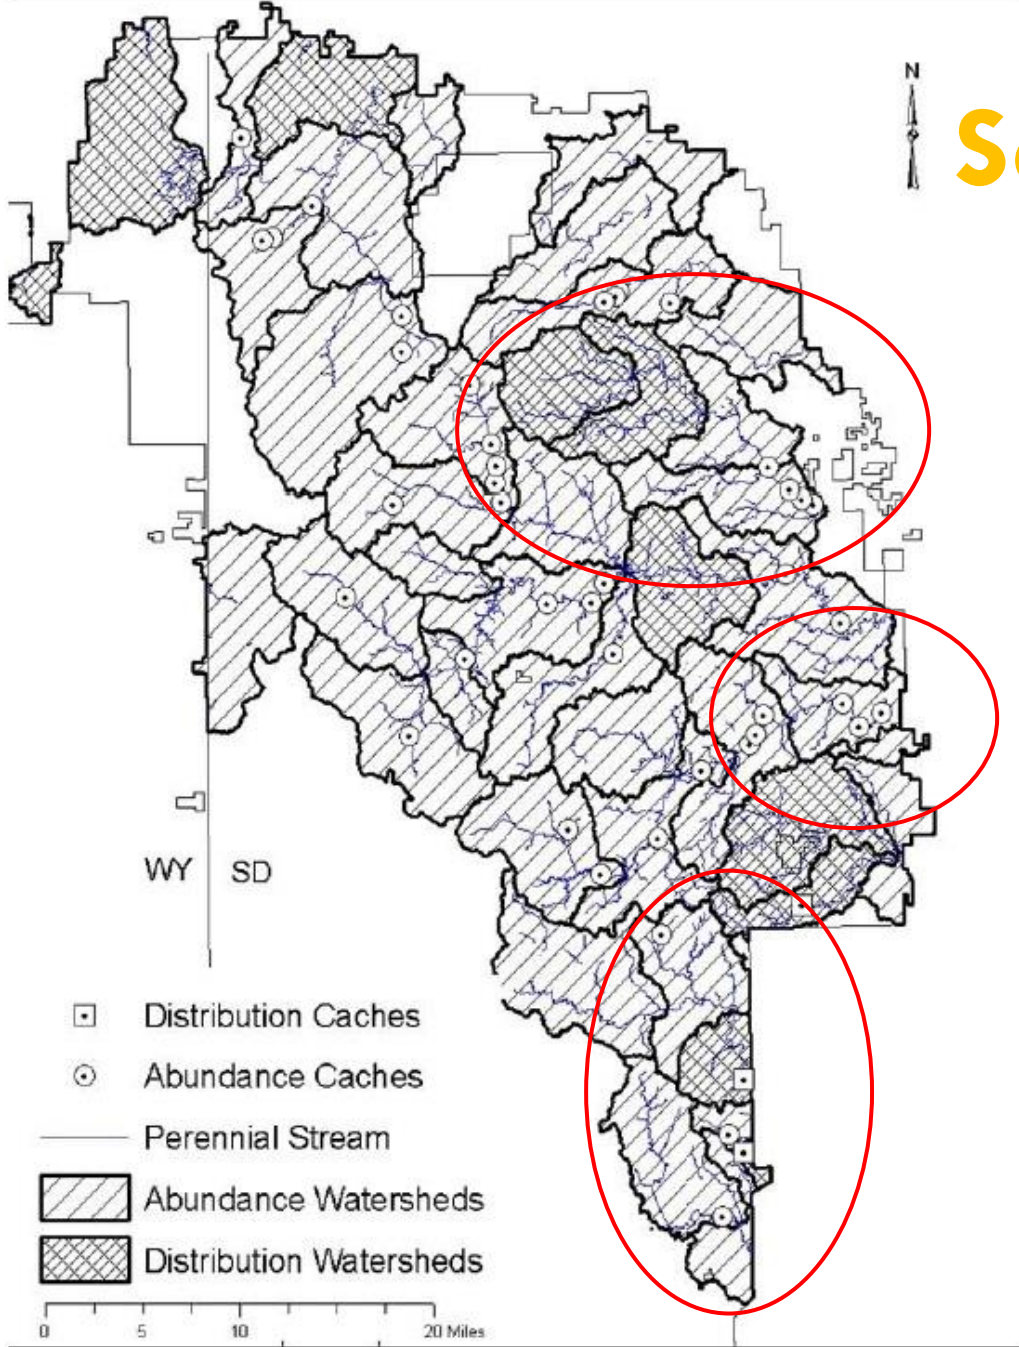 N
WY SD
Distribution Caches
Abundance Caches
Perennial Stream
Abundance Watersheds
Distribution Watersheds
0 5 10 20 Miles